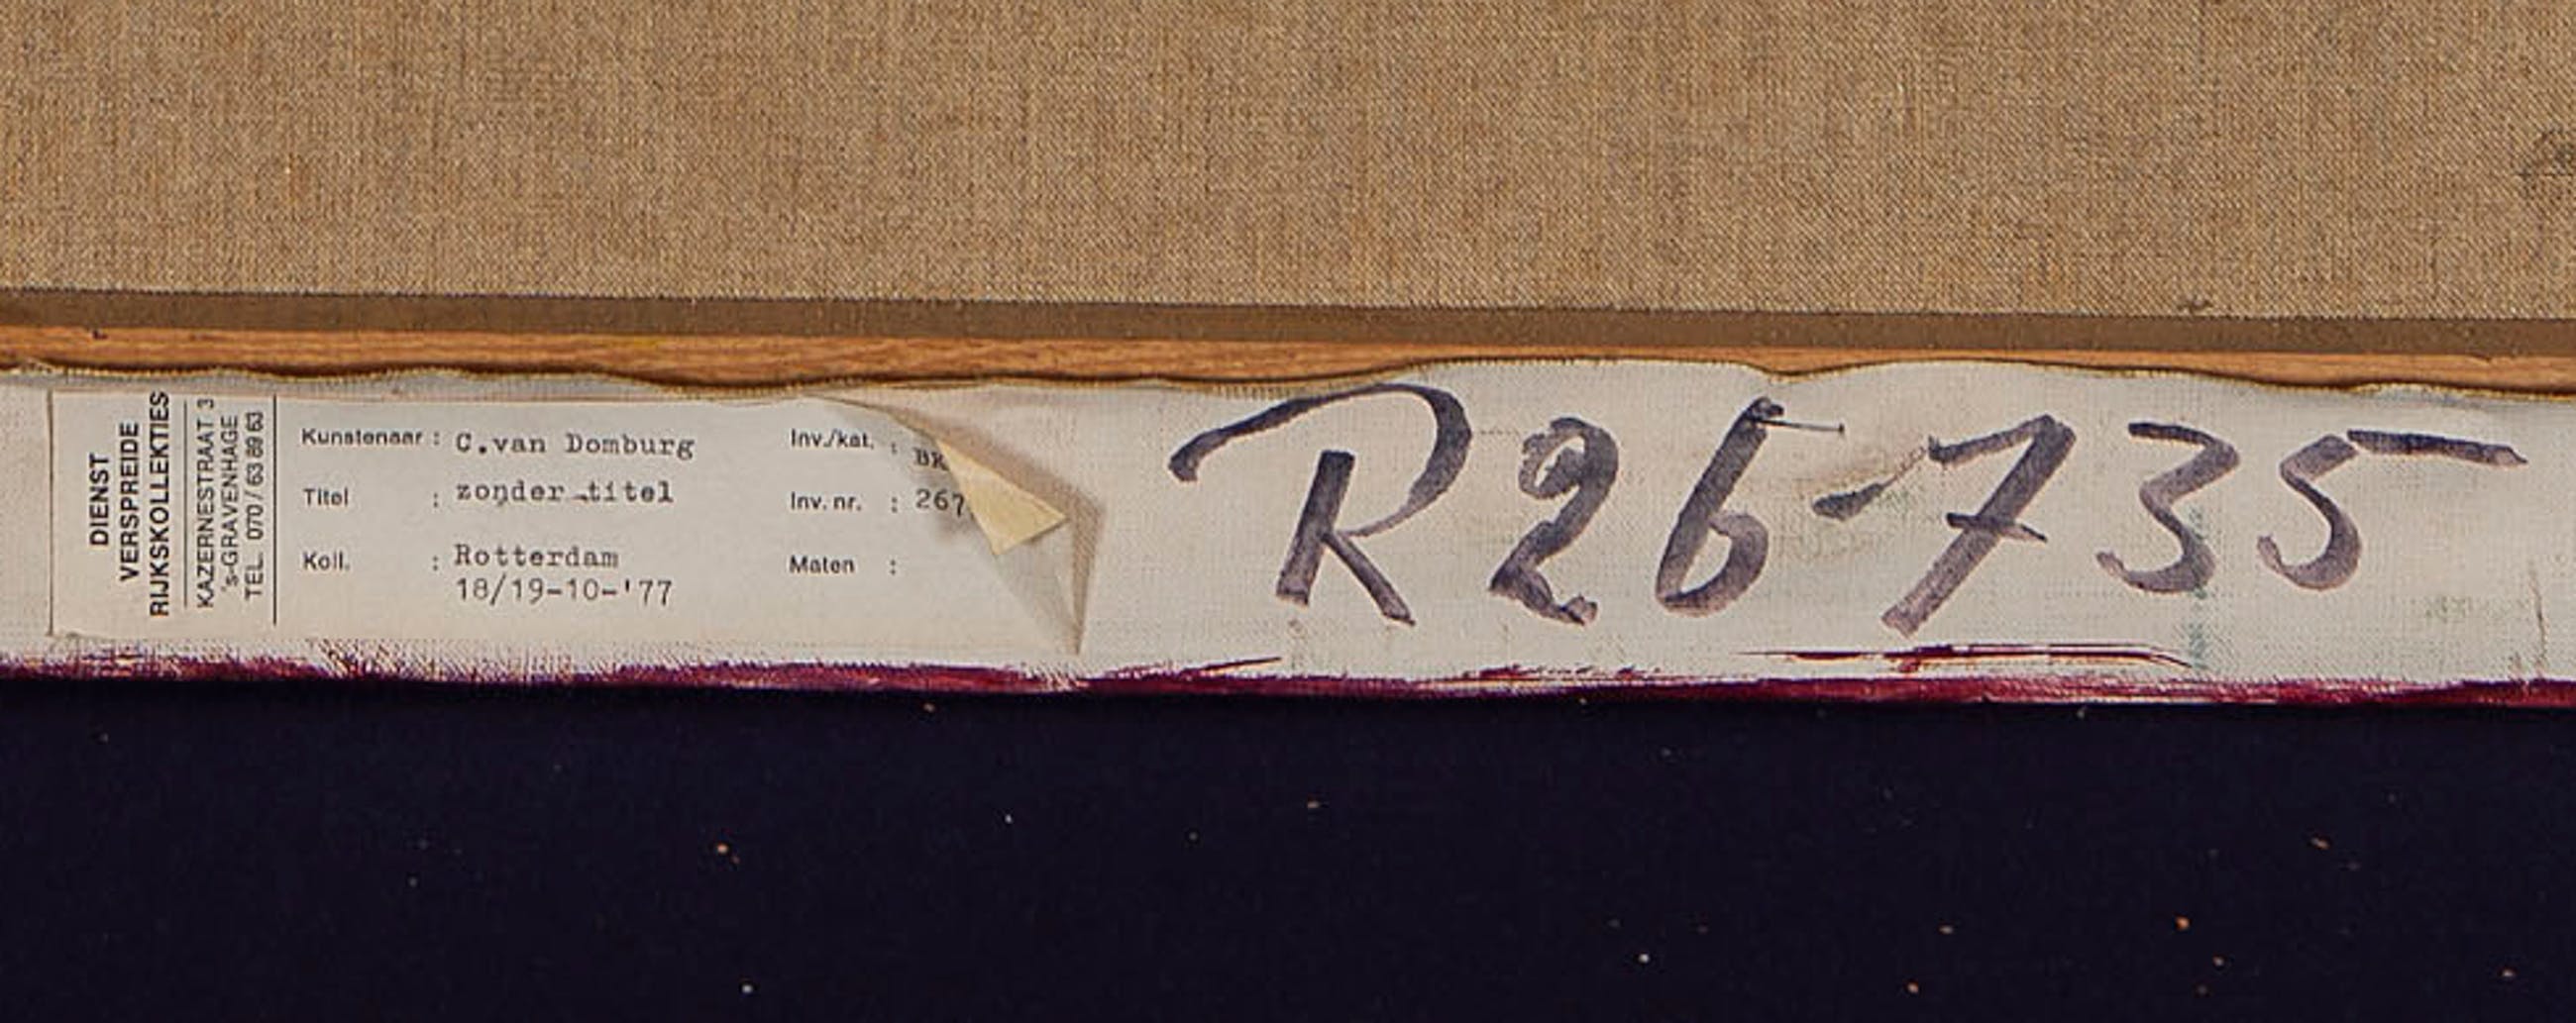 DIENST
VERSPREIDE
RIJKSKOLLEKTIES
KAZERNESTRAAT 3
's-GRAVENHAGE
TEL. 070 / 63 89 63
Kunstenaar : C.van Domburg
Titel : zonder titel
Koll. : Rotterdam
18/19-10-'77
Inv./kat. :
Inv. nr. : 267
Maten :
R26-735